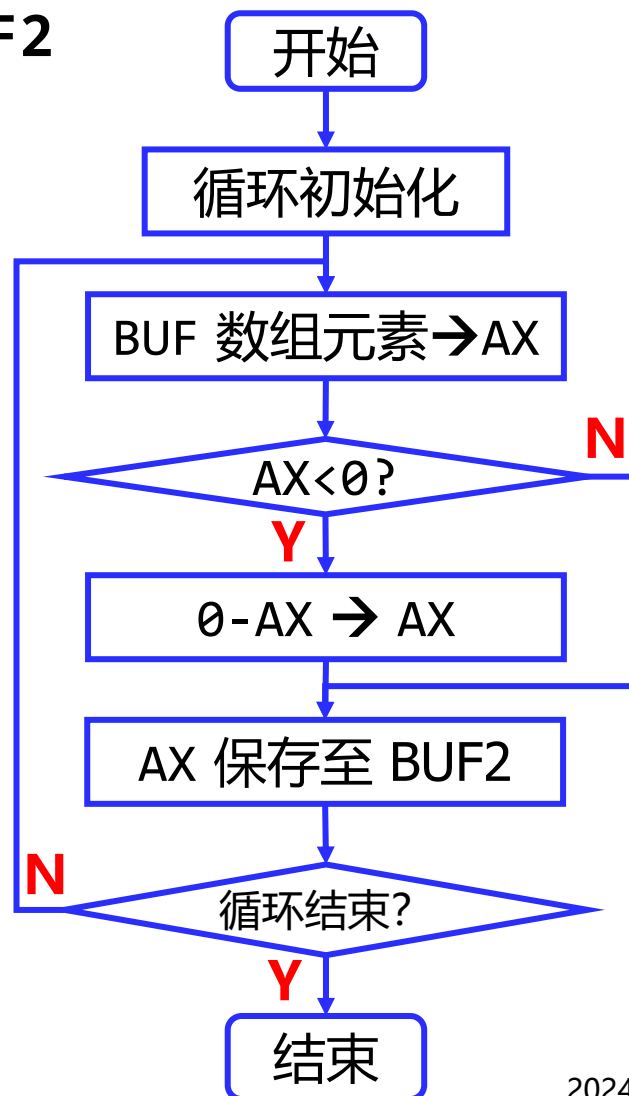 F2
开始
循环初始化
BUF 数组元素→AX
AX<0?
N
Y
0-AX → AX
AX 保存至 BUF2
N
循环结束?
Y
结束
2024